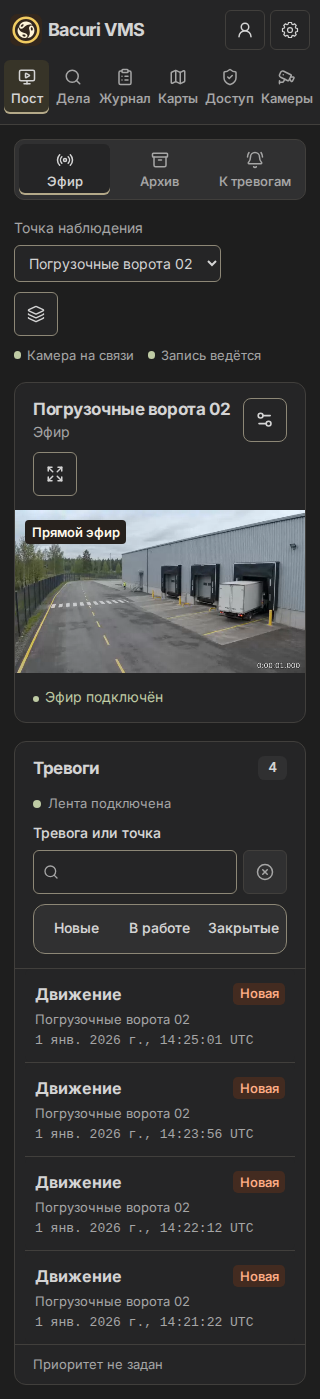 Bacuri VMS
Пост Дела Журнал Карты Доступ Камеры
Эфир Архив К тревогам
Точка наблюдения
Погрузочные ворота 02
Камера на связи Запись ведётся
Погрузочные ворота 02
Эфир
Прямой эфир
0:00:01.000
Эфир подключён
Тревоги 4
Лента подключена
Тревога или точка
Новые В работе Закрытые
Движение Новая
Погрузочные ворота 02
1 янв. 2026 г., 14:25:01 UTC
Движение Новая
Погрузочные ворота 02
1 янв. 2026 г., 14:23:56 UTC
Движение Новая
Погрузочные ворота 02
1 янв. 2026 г., 14:22:12 UTC
Движение Новая
Погрузочные ворота 02
1 янв. 2026 г., 14:21:22 UTC
Приоритет не задан